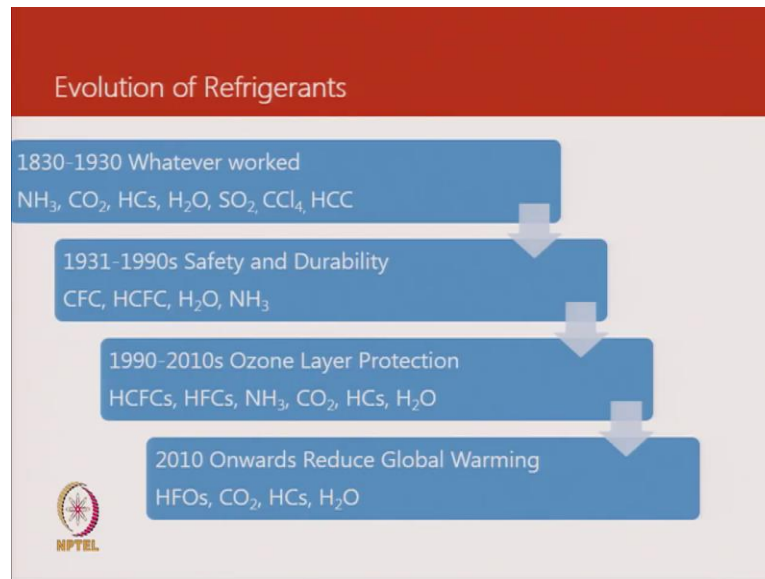 Evolution of Refrigerants
1830-1930 Whatever worked
NH₃, CO₂, HCs, H₂O, SO₂, CCl₄, HCC
1931-1990s Safety and Durability
CFC, HCFC, H₂O, NH₃
1990-2010s Ozone Layer Protection
HCFCs, HFCs, NH₃, CO₂, HCs, H₂O
2010 Onwards Reduce Global Warming
HFOs, CO₂, HCs, H₂O
NPTEL